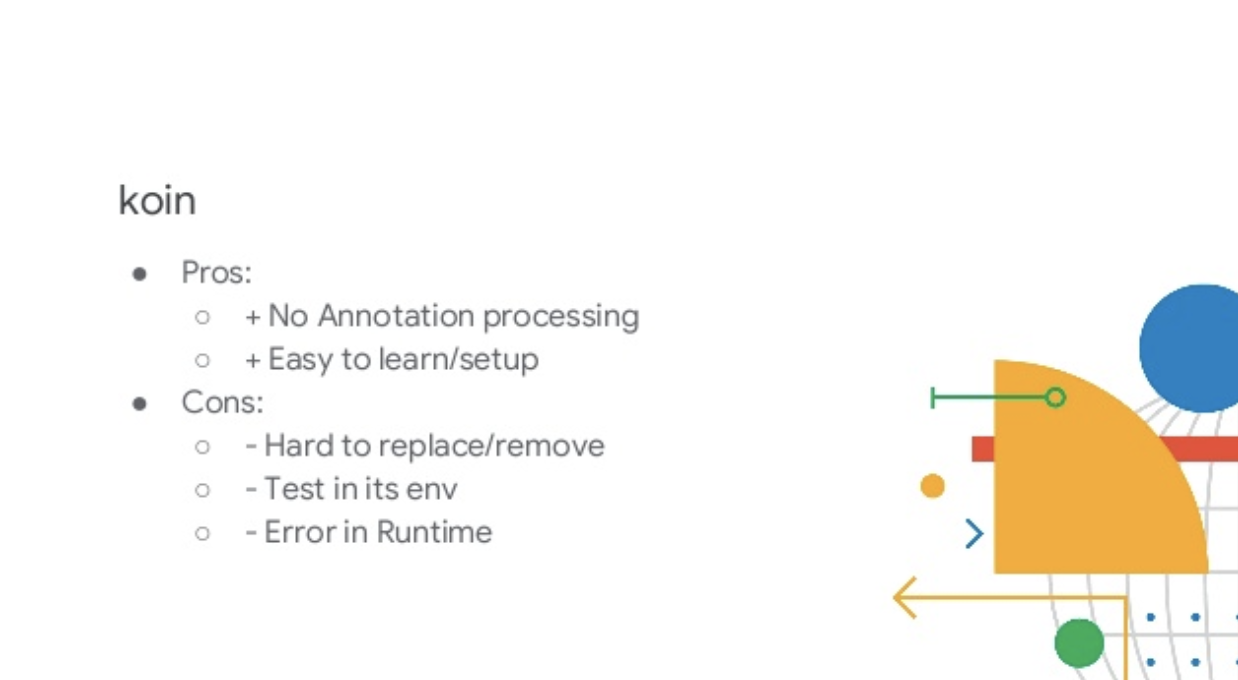 koin
● Pros:
○ + No Annotation processing
○ + Easy to learn/setup
● Cons:
○ - Hard to replace/remove
○ - Test in its env
○ - Error in Runtime